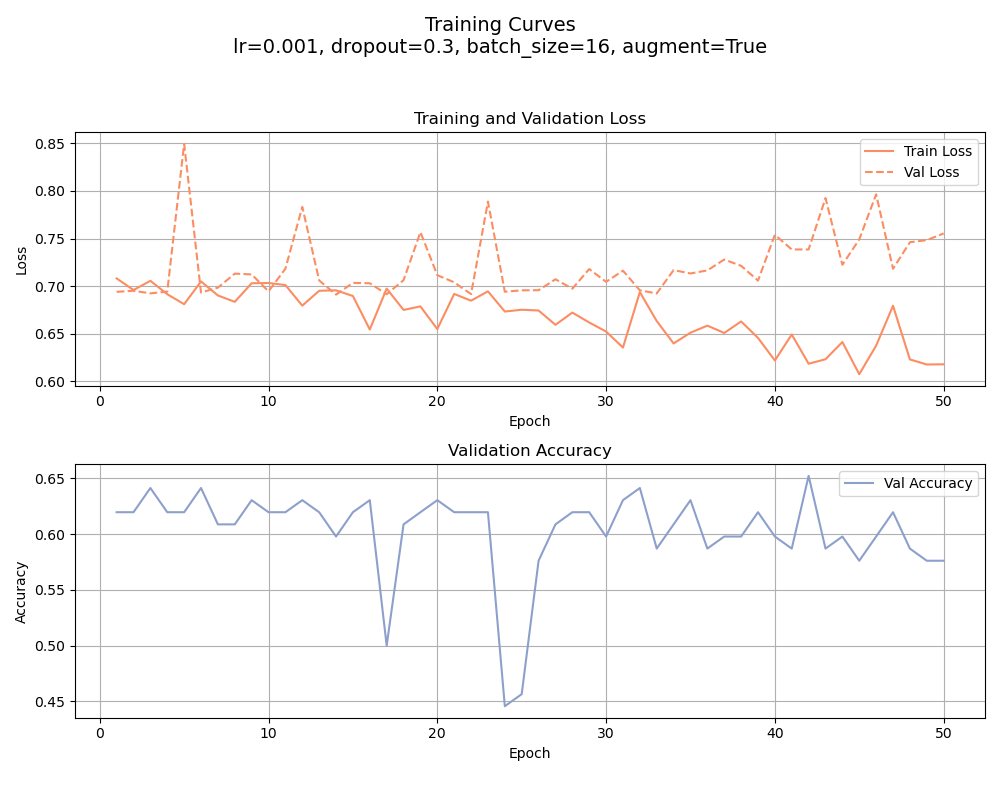 Training Curves
lr=0.001, dropout=0.3, batch_size=16, augment=True
Training and Validation Loss
Loss
0.85
0.80
0.75
0.70
0.65
0.60
Train Loss
Val Loss
0 10 20 30 40 50
Epoch
Validation Accuracy
Accuracy
0.65
0.60
0.55
0.50
0.45
Val Accuracy
0 10 20 30 40 50
Epoch